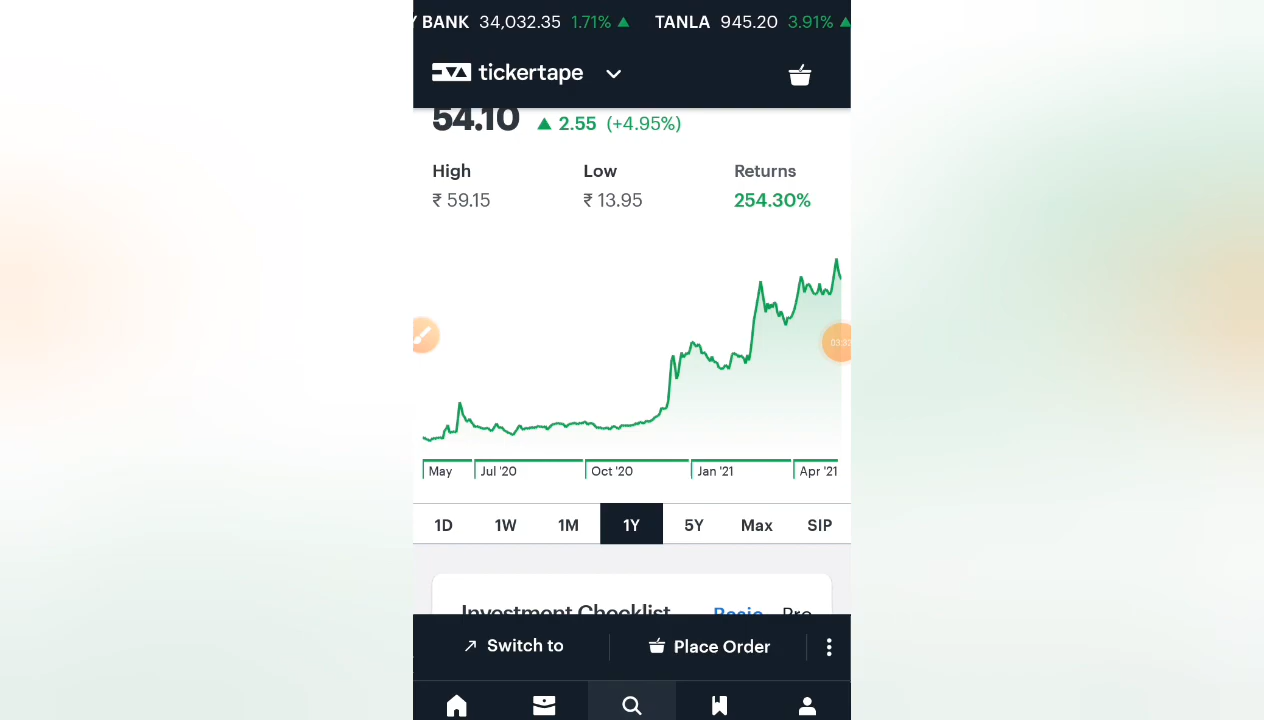 Y BANK 34,032.35 1.71% ▲ TANLA 945.20 3.91% ▲
tickertape
54.10 ▲ 2.55 (+4.95%)
High Low Returns
₹ 59.15 ₹ 13.95 254.30%
May Jul '20 Oct '20 Jan '21 Apr '21
1D 1W 1M 1Y 5Y Max SIP
Investment Checklist Basic Pro
Switch to Place Order